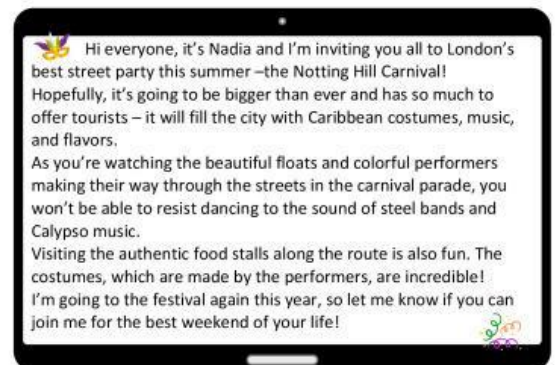 Hi everyone, it's Nadia and I'm inviting you all to London's
best street party this summer –the Notting Hill Carnival!
Hopefully, it's going to be bigger than ever and has so much to
offer tourists – it will fill the city with Caribbean costumes, music,
and flavors.
As you're watching the beautiful floats and colorful performers
making their way through the streets in the carnival parade, you
won't be able to resist dancing to the sound of steel bands and
Calypso music.
Visiting the authentic food stalls along the route is also fun. The
costumes, which are made by the performers, are incredible!
I'm going to the festival again this year, so let me know if you can
join me for the best weekend of your life!